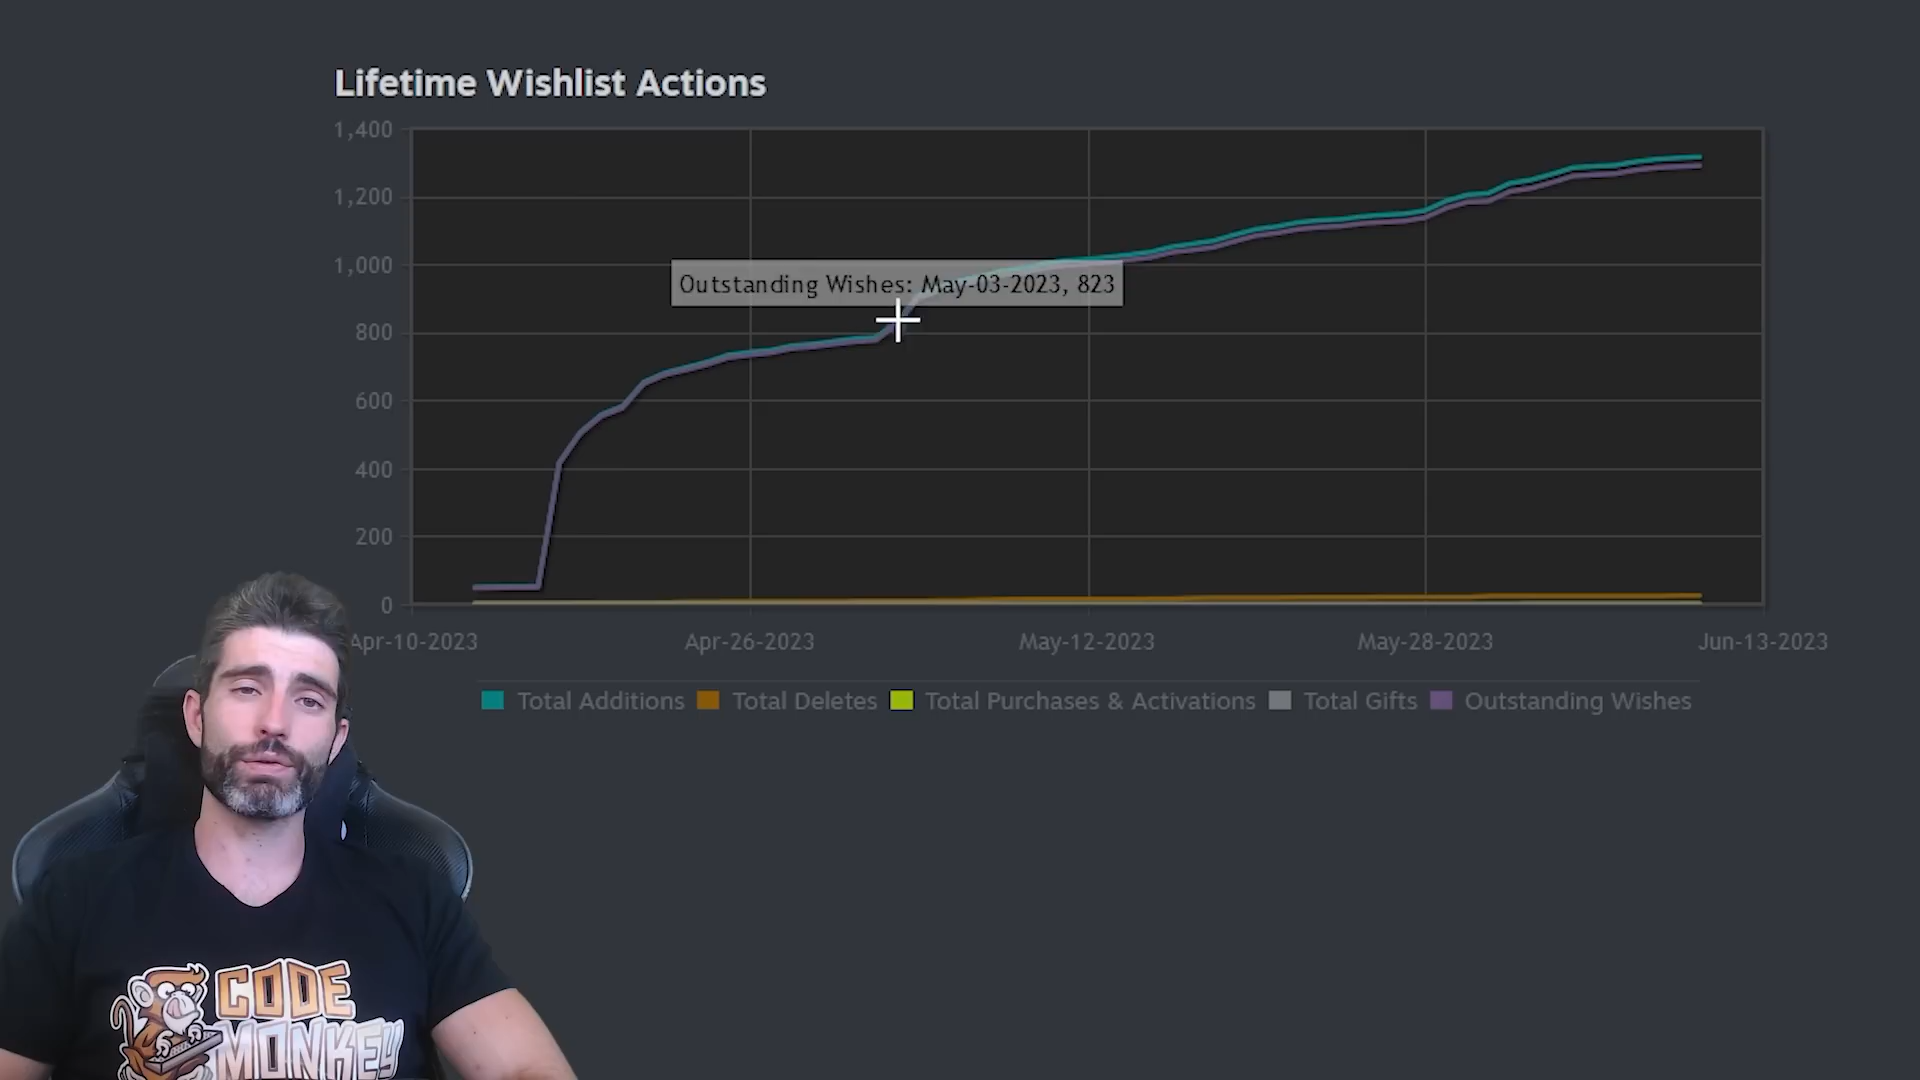 Lifetime Wishlist Actions
1,400
1,200
1,000
800
600
400
200
0
Outstanding Wishes: May-03-2023, 823
Apr-10-2023 Apr-26-2023 May-12-2023 May-28-2023 Jun-13-2023
Total Additions Total Deletes Total Purchases & Activations Total Gifts Outstanding Wishes
CODE
MONKEY